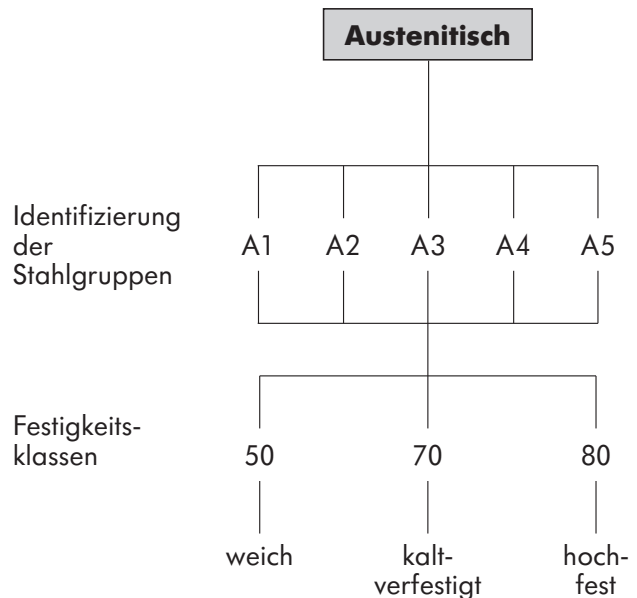 Austenitisch
Identifizierung
der
Stahlgruppen
A1 A2 A3 A4 A5
Festigkeits-
klassen
50 70 80
weich kalt- hoch-
verfestigt fest